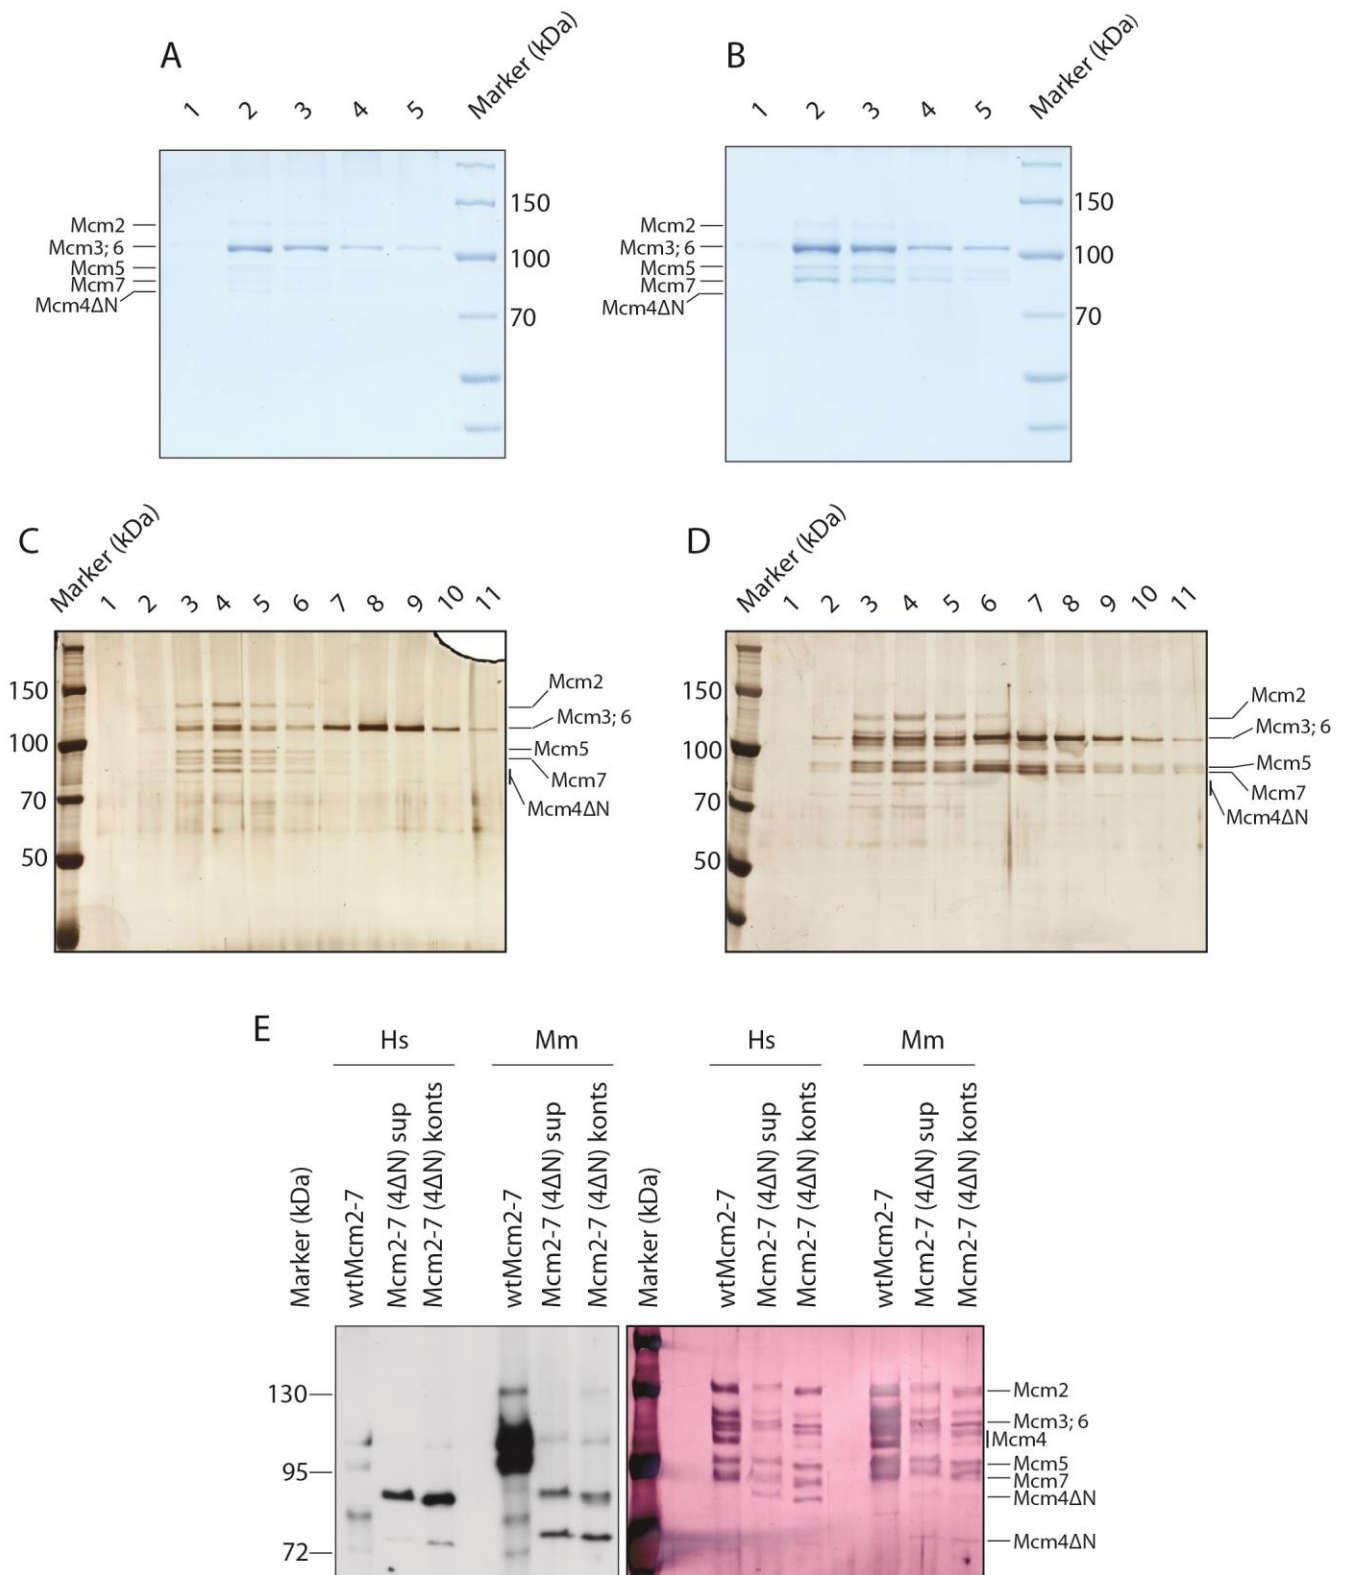 A
1 2 3 4 5 Marker (kDa)
Mcm2
Mcm3; 6
Mcm5
Mcm7
Mcm4ΔN
150
100
70
B
1 2 3 4 5 Marker (kDa)
Mcm2
Mcm3; 6
Mcm5
Mcm7
Mcm4ΔN
150
100
70
C
Marker (kDa) 1 2 3 4 5 6 7 8 9 10 11
150
100
70
50
Mcm2
Mcm3; 6
Mcm5
Mcm7
Mcm4ΔN
D
Marker (kDa) 1 2 3 4 5 6 7 8 9 10 11
150
100
70
50
Mcm2
Mcm3; 6
Mcm5
Mcm7
Mcm4ΔN
E
Hs Mm Hs Mm
Marker (kDa)
wtMcm2-7
Mcm2-7 (4ΔN) sup
Mcm2-7 (4ΔN) konts
wtMcm2-7
Mcm2-7 (4ΔN) sup
Mcm2-7 (4ΔN) konts
Marker (kDa)
wtMcm2-7
Mcm2-7 (4ΔN) sup
Mcm2-7 (4ΔN) konts
wtMcm2-7
Mcm2-7 (4ΔN) sup
Mcm2-7 (4ΔN) konts
130
95
72
Mcm2
Mcm3; 6
Mcm4
Mcm5
Mcm7
Mcm4ΔN
Mcm4ΔN